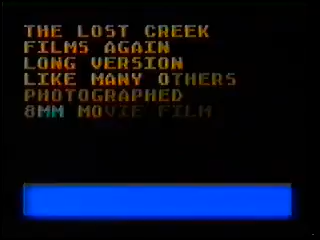 THE LOST CREEK
FILMS AGAIN
LONG VERSION
LIKE MANY OTHERS
PHOTOGRAPHED
8MM MOVIE FILM